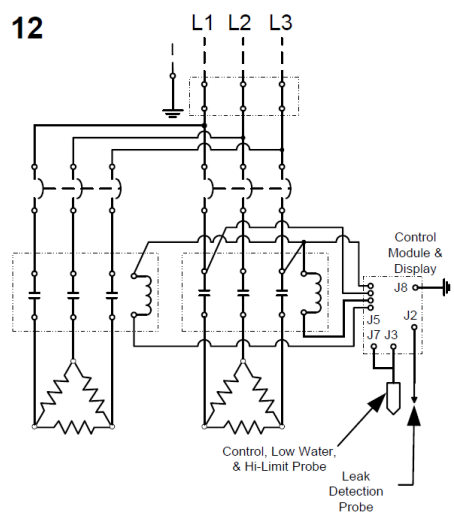 12
L1 L2 L3
Control
Module &
Display
J8
J5
J2
J7 J3
Control, Low Water,
& Hi-Limit Probe
Leak
Detection
Probe